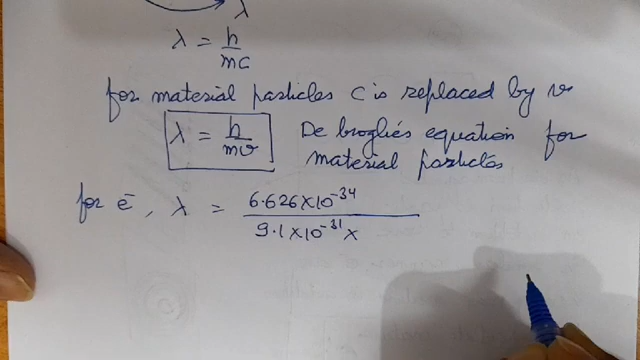 λ
λ = h/mc
for material particles c is replaced by v
λ = h/mv De broglie's equation for
material particles
for e⁻, λ = 6.626×10⁻³⁴ / 9.1×10⁻³¹×